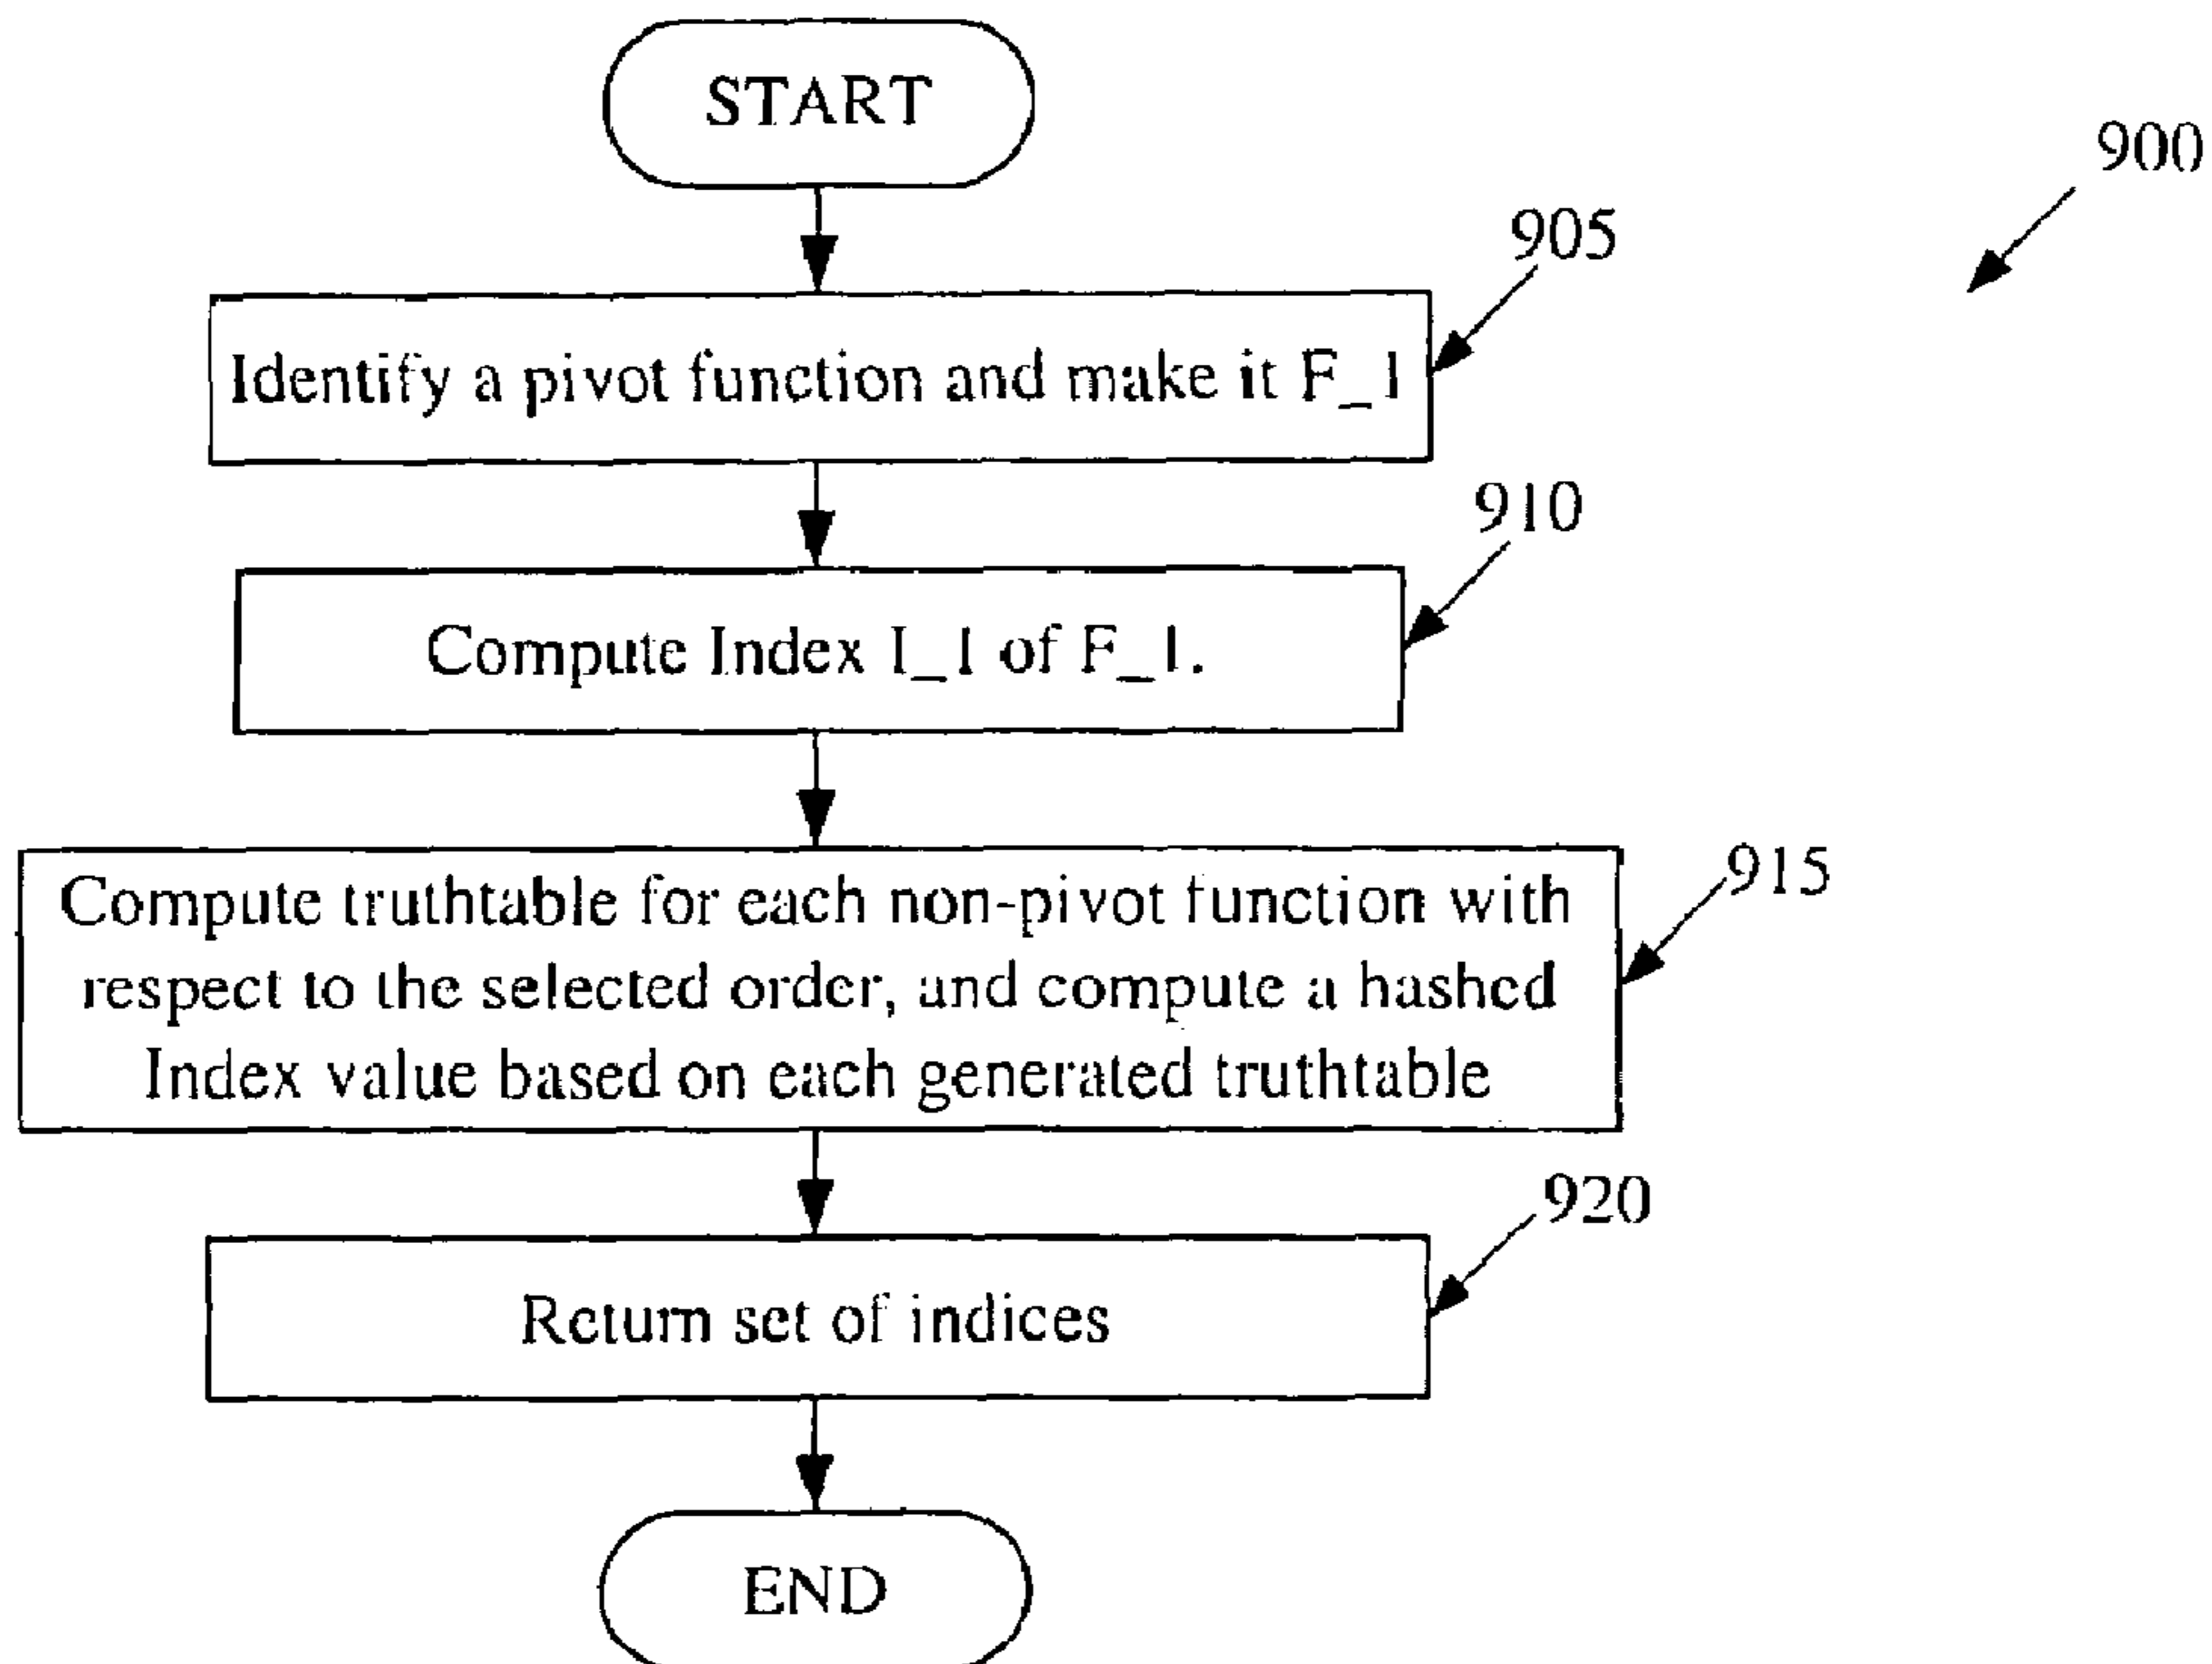 START
900
905
Identify a pivot function and make it F_1
910
Compute Index I_1 of F_1.
915
Compute truthtable for each non-pivot function with
respect to the selected order, and compute a hashed
Index value based on each generated truthtable
920
Return set of indices
END